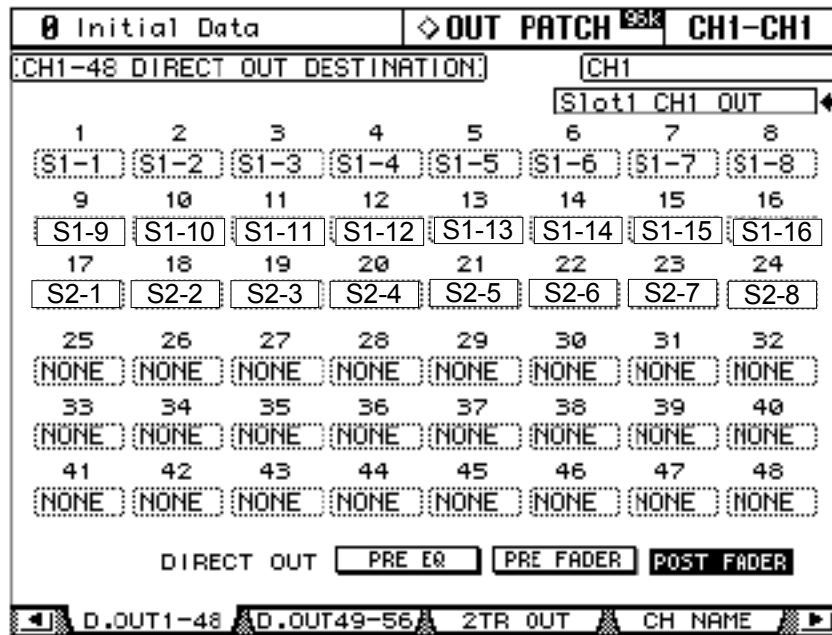 0 Initial Data ◇OUT PATCH 96k CH1-CH1
CH1-48 DIRECT OUT DESTINATION CH1
Slot1 CH1 OUT
1 2 3 4 5 6 7 8
S1-1 S1-2 S1-3 S1-4 S1-5 S1-6 S1-7 S1-8
9 10 11 12 13 14 15 16
S1-9 S1-10 S1-11 S1-12 S1-13 S1-14 S1-15 S1-16
17 18 19 20 21 22 23 24
S2-1 S2-2 S2-3 S2-4 S2-5 S2-6 S2-7 S2-8
25 26 27 28 29 30 31 32
NONE NONE NONE NONE NONE NONE NONE NONE
33 34 35 36 37 38 39 40
NONE NONE NONE NONE NONE NONE NONE NONE
41 42 43 44 45 46 47 48
NONE NONE NONE NONE NONE NONE NONE NONE
DIRECT OUT PRE EQ PRE FADER POST FADER
D.OUT1-48 D.OUT49-56 2TR OUT CH NAME